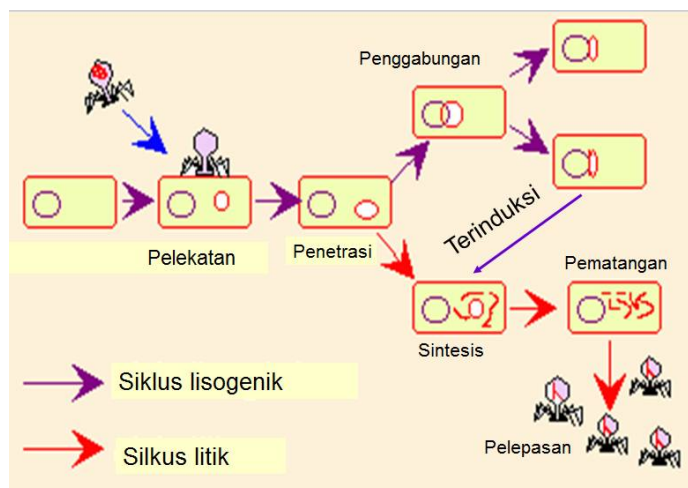 Penggabungan
Pelekatan
Penetrasi
Terinduksi
Pematangan
Sintesis
Siklus lisogenik
Silkus litik
Pelepasan